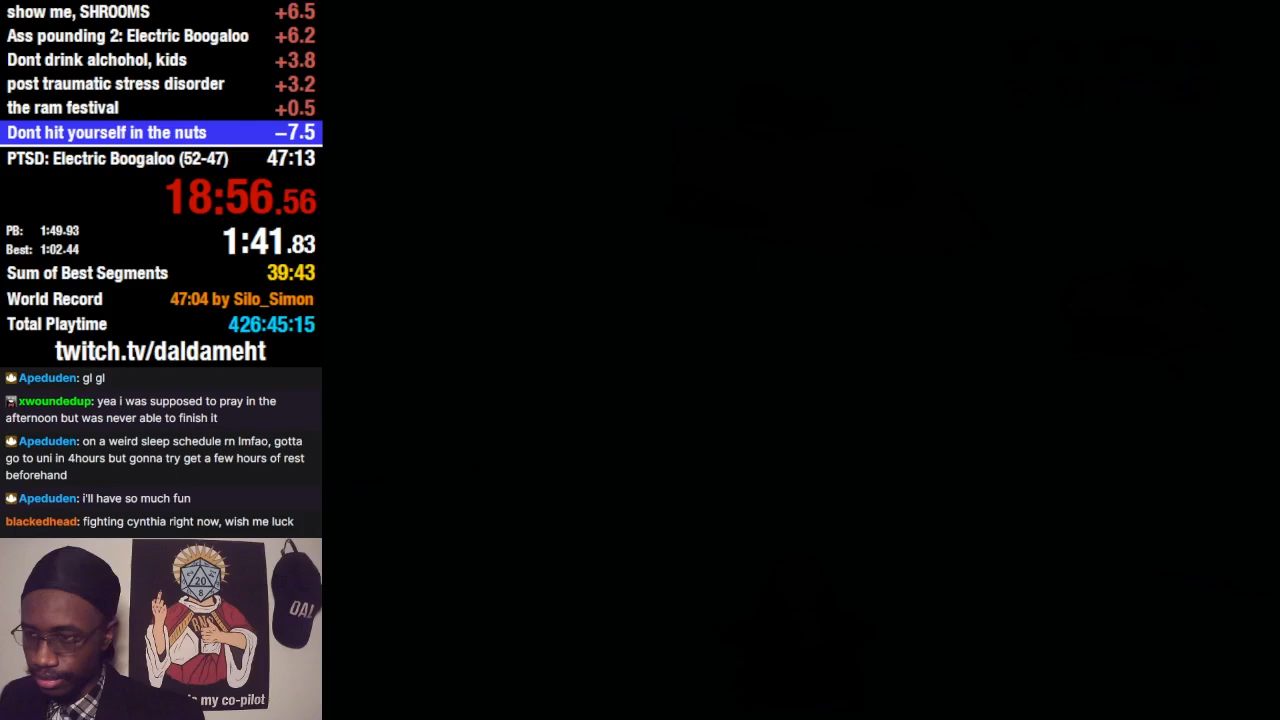 show me, SHROOMS +6.5
Ass pounding 2: Electric Boogaloo +6.2
Dont drink alchohol, kids +3.8
post traumatic stress disorder +3.2
the ram festival +0.5
Dont hit yourself in the nuts −7.5
PTSD: Electric Boogaloo (52-47) 47:13
18:56.56
PB: 1:49.93
Best: 1:02.44
1:41.83
Sum of Best Segments 39:43
World Record 47:04 by Silo_Simon
Total Playtime 426:45:15
twitch.tv/daldameht
Apeduden: gl gl
xwoundedup: yea i was supposed to pray in the
afternoon but was never able to finish it
Apeduden: on a weird sleep schedule rn lmfao, gotta
go to uni in 4hours but gonna try get a few hours of rest
beforehand
Apeduden: i'll have so much fun
blackedhead: fighting cynthia right now, wish me luck
20
8
DAL
my co-pilot